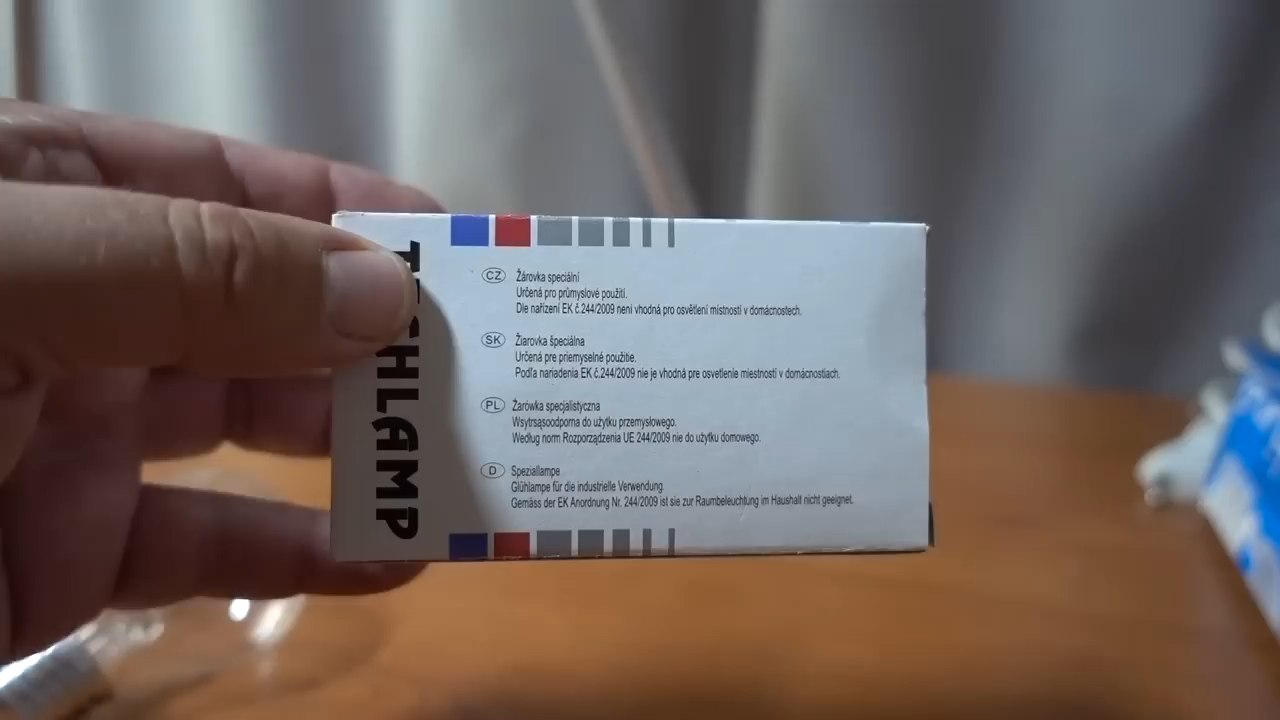 CZ Žárovka speciální
Určená pro průmyslové použití.
Dle nařízení EK č.244/2009 není vhodná pro osvětlení místností v domácnostech.
SK Žiarovka špeciálna
Určená pre priemyselné použitie.
Podľa nariadenia EK č.244/2009 nie je vhodná pre osvetlenie miestností v domácnostiach.
PL Żarówka specjalistyczna
Wsytrsąsoodporna do użytku przemysłowego.
Według norm Rozporządzenia UE 244/2009 nie do użytku domowego.
D Speziallampe
Glühlampe für die industrielle Verwendung.
Gemäss der EK Anordnung Nr. 244/2009 ist sie zur Raumbeleuchtung im Haushalt nicht geeignet.